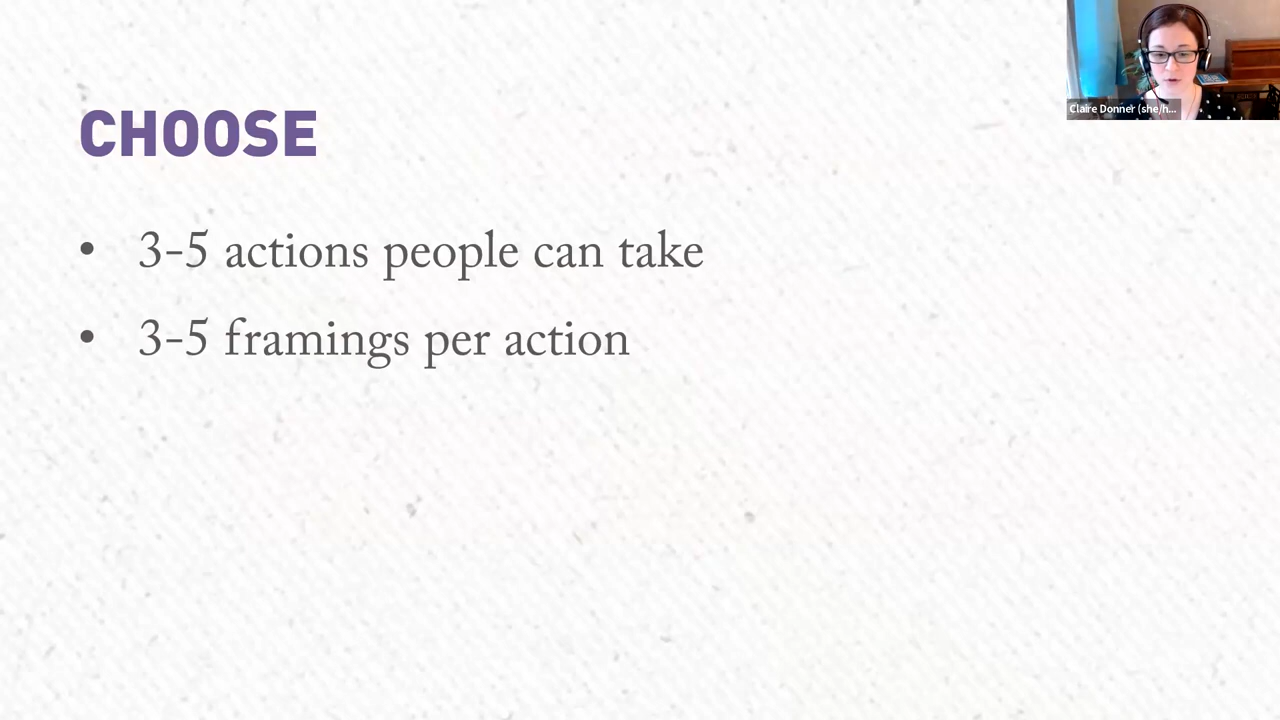 Claire Donner (she/h...
CHOOSE
• 3-5 actions people can take
• 3-5 framings per action